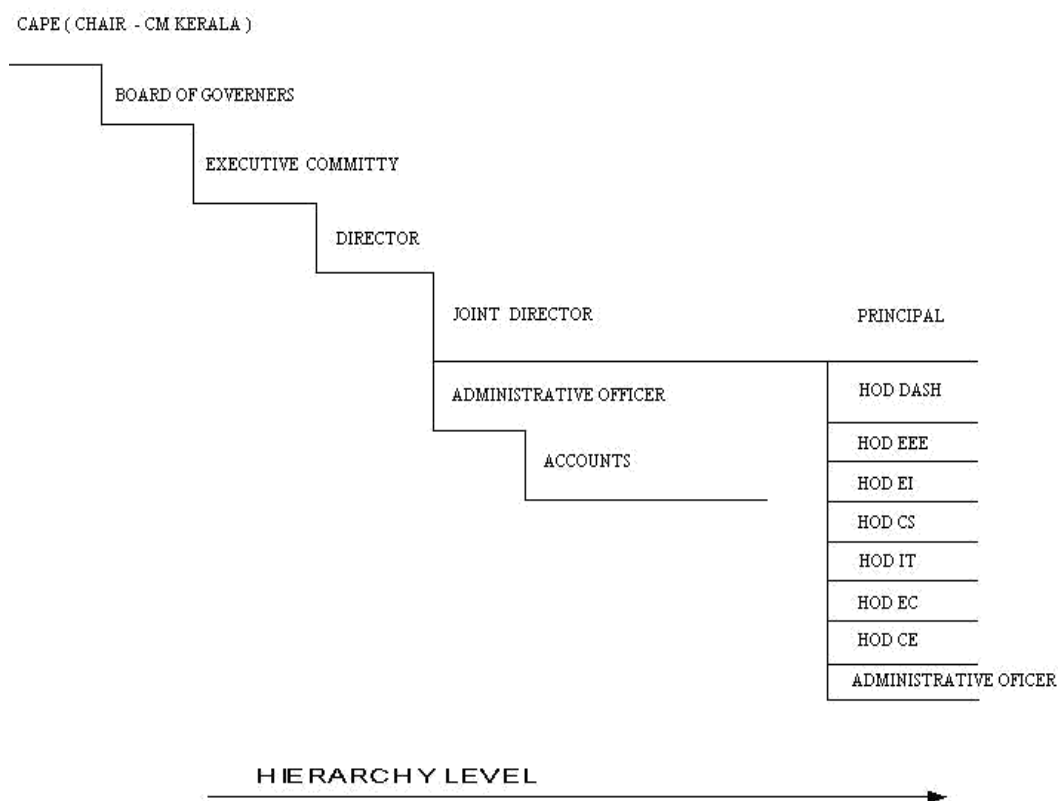 CAPE ( CHAIR - CM KERALA )
BOARD OF GOVERNERS
EXECUTIVE COMMITTY
DIRECTOR
JOINT DIRECTOR
PRINCIPAL
ADMINISTRATIVE OFFICER
HOD DASH
HOD EEE
ACCOUNTS
HOD EI
HOD CS
HOD IT
HOD EC
HOD CE
ADMINISTRATIVE OFICER
HIERARCHY LEVEL